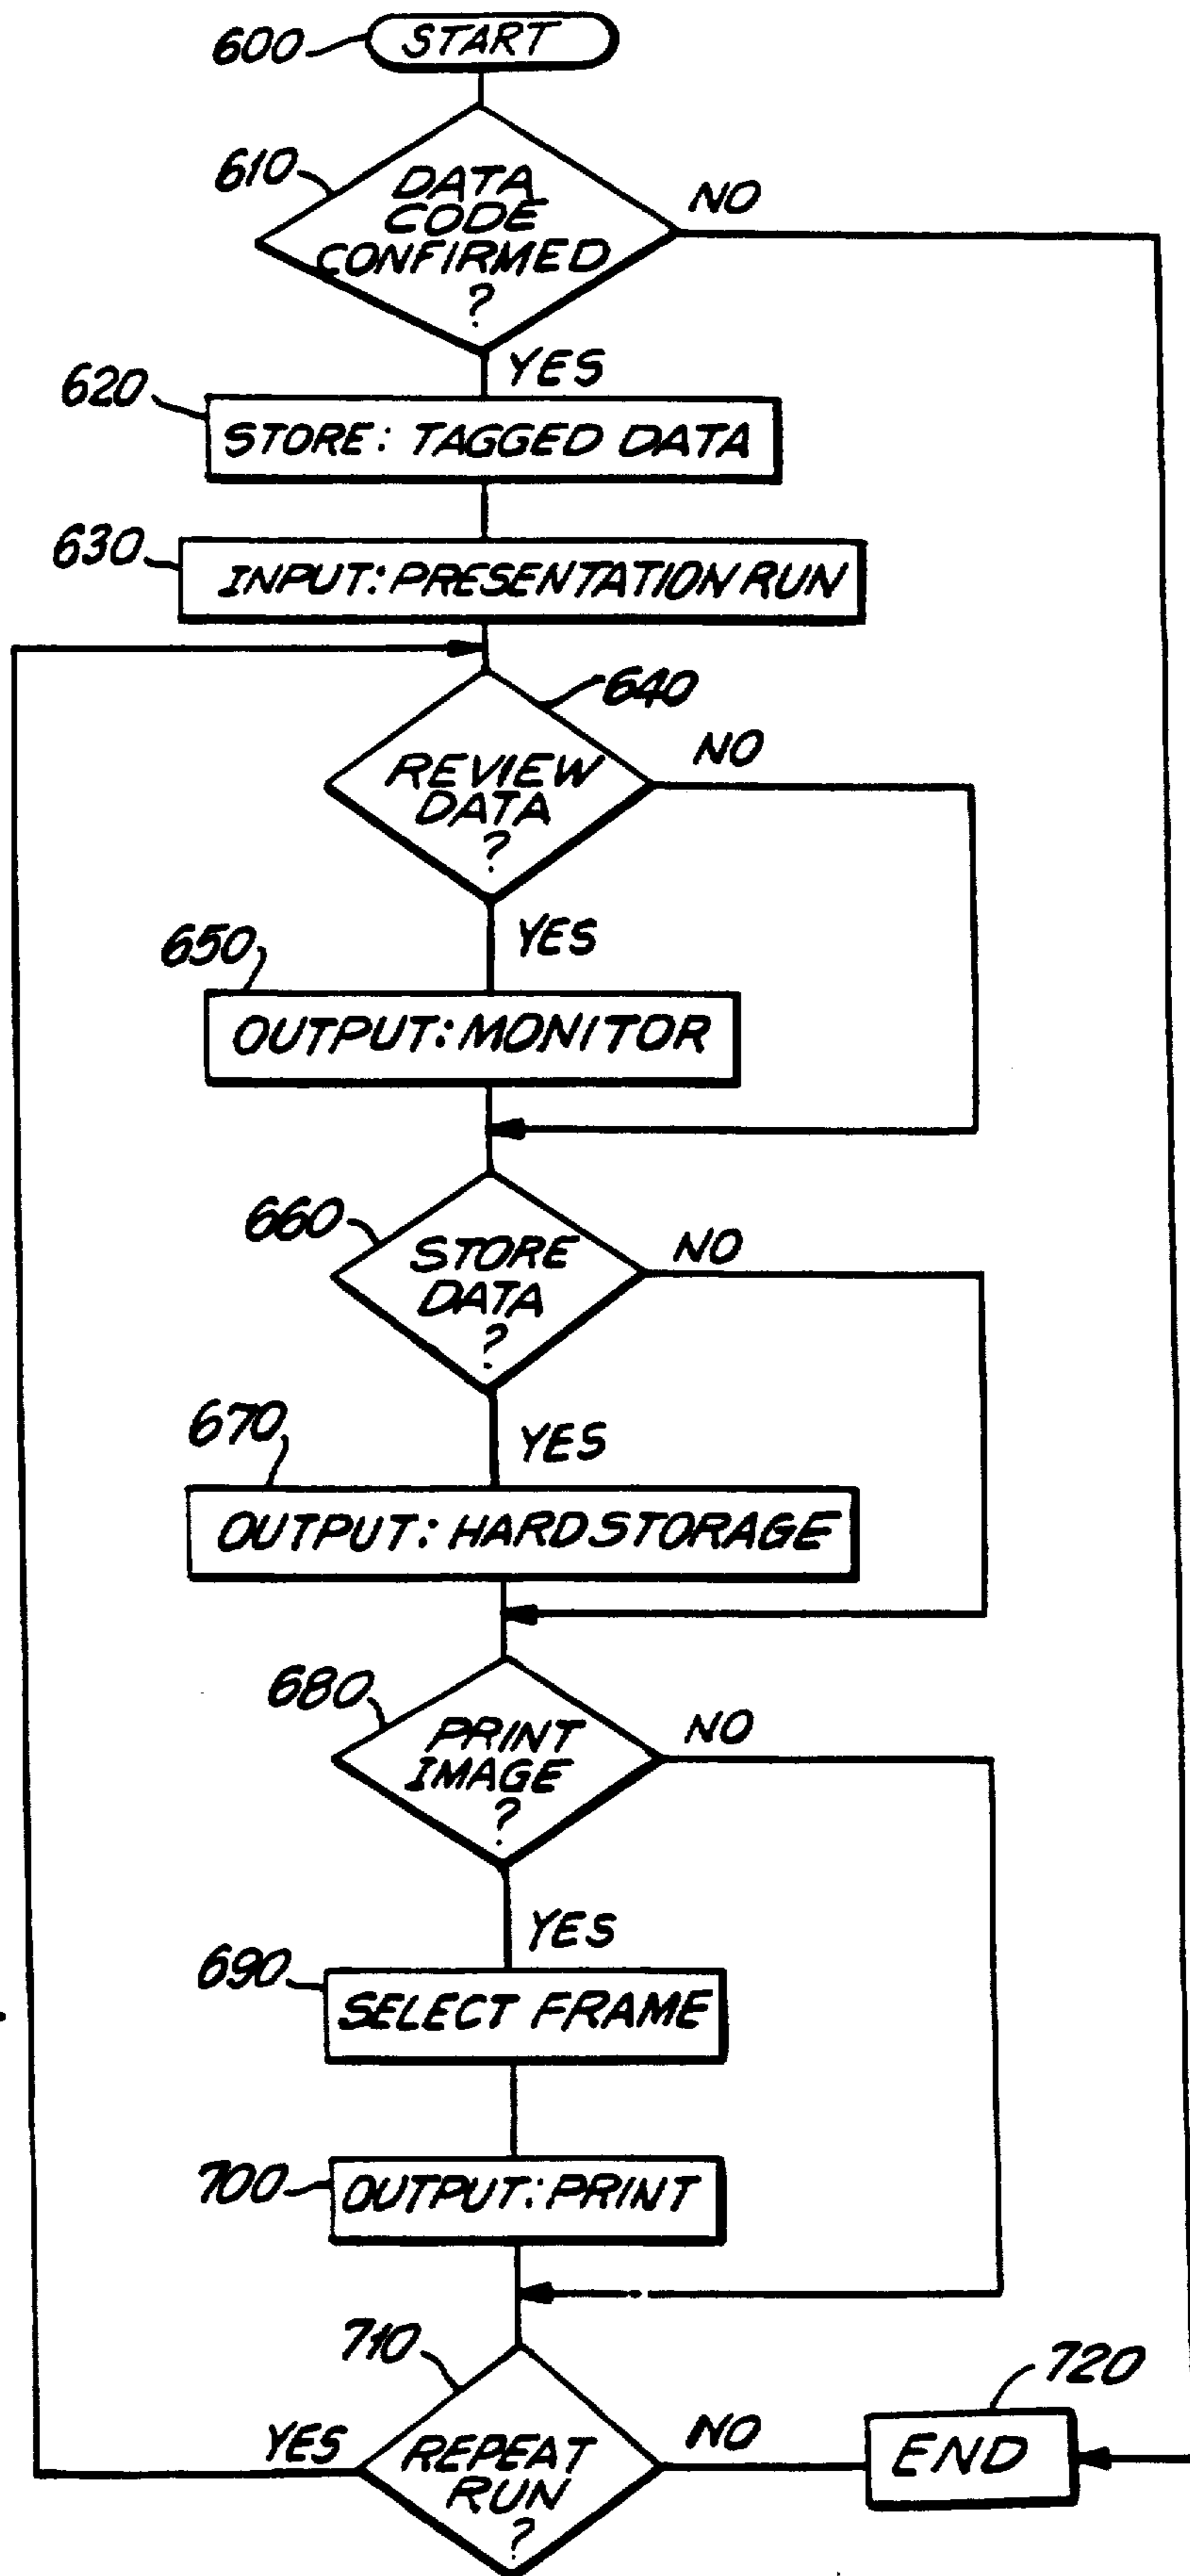 600
START
610
DATA
CODE
CONFIRMED
?
NO
YES
620
STORE: TAGGED DATA
630
INPUT: PRESENTATION RUN
640
REVIEW
DATA
?
NO
YES
650
OUTPUT: MONITOR
660
STORE
DATA
?
NO
YES
670
OUTPUT: HARD STORAGE
680
PRINT
IMAGE
?
NO
YES
690
SELECT FRAME
700
OUTPUT: PRINT
710
REPEAT
RUN
?
YES
NO
720
END